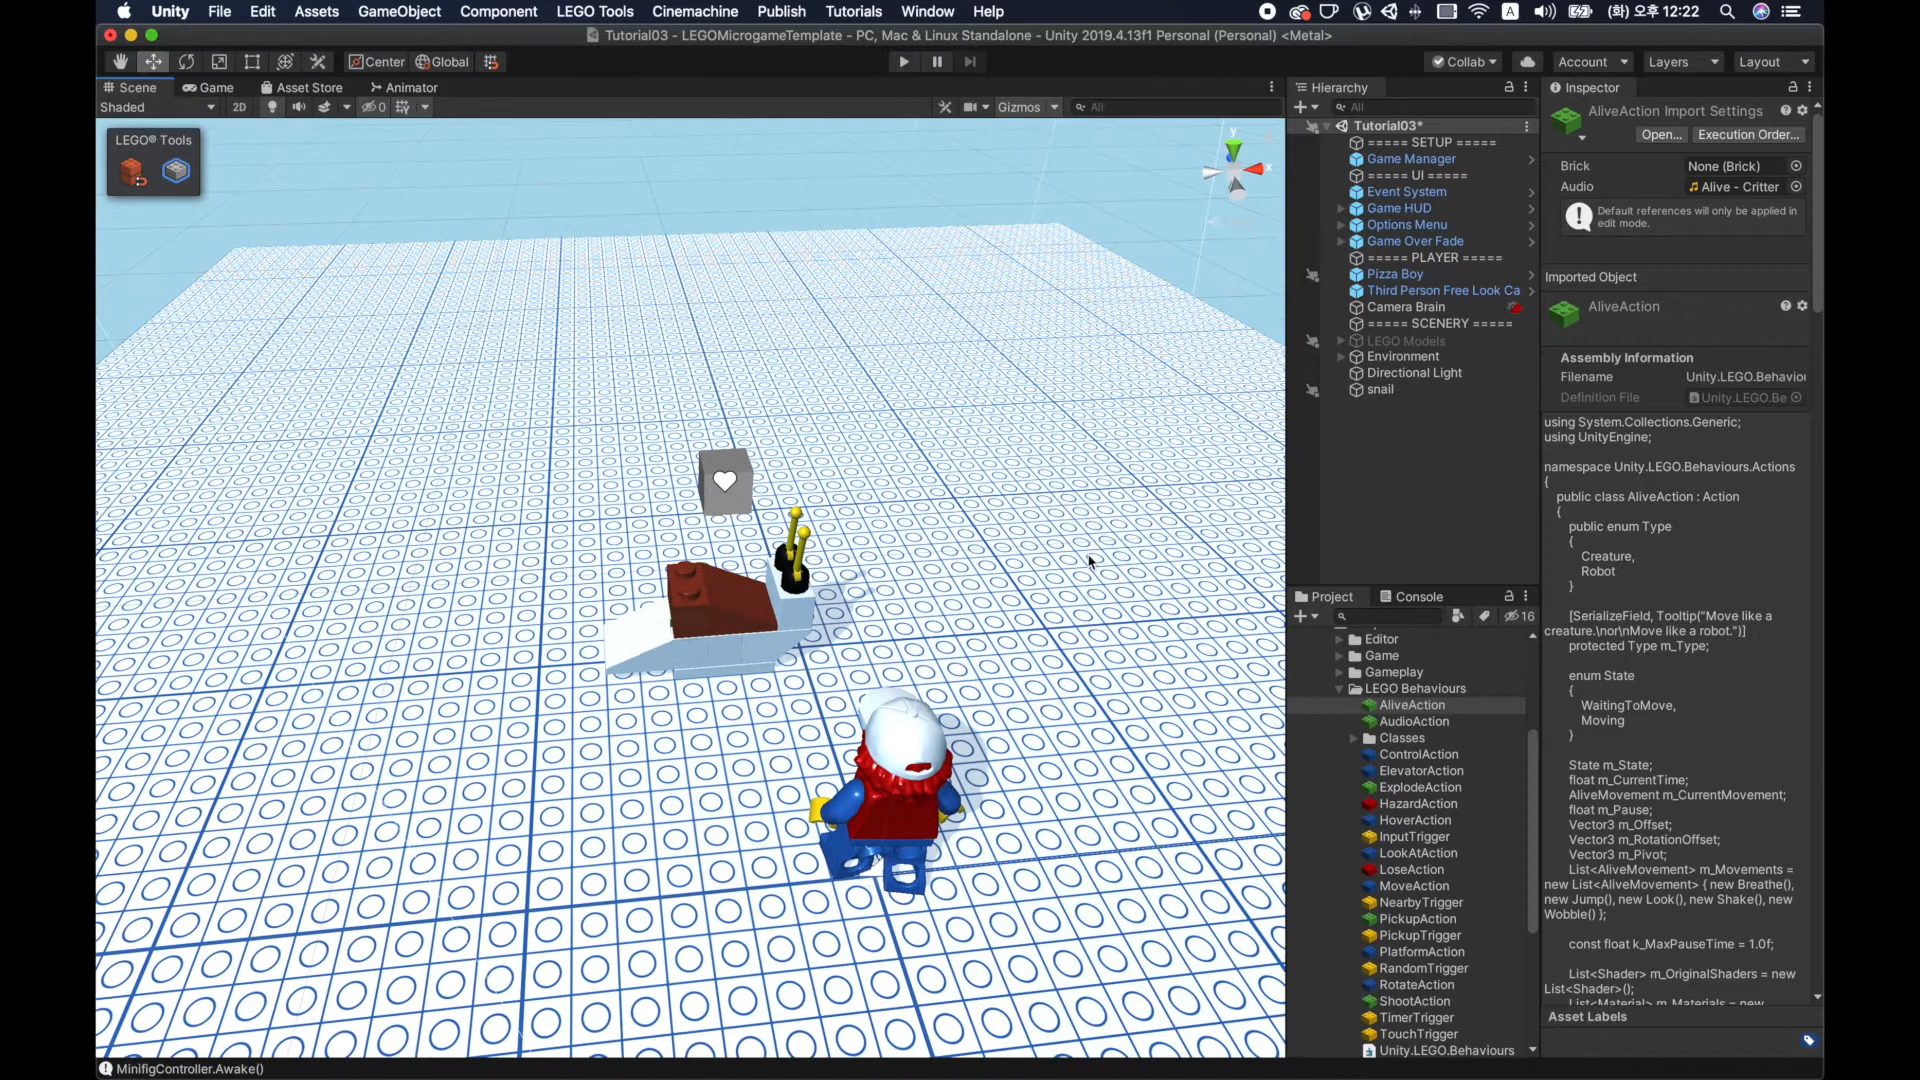 Unity File Edit Assets GameObject Component LEGO Tools Cinemachine Publish Tutorials Window Help
A (화) 오후 12:22
Tutorial03 - LEGOMicrogameTemplate - PC, Mac & Linux Standalone - Unity 2019.4.13f1 Personal (Personal) <Metal>
Center Global Collab Account Layers Layout
Scene Game Asset Store Animator
Shaded 2D 0 Gizmos All
LEGO® Tools
y
x
Hierarchy
All
Tutorial03*
===== SETUP =====
Game Manager
===== UI =====
Event System
Game HUD
Options Menu
Game Over Fade
===== PLAYER =====
Pizza Boy
Third Person Free Look Ca
Camera Brain
===== SCENERY =====
LEGO Models
Environment
Directional Light
snail
Project Console
16
Editor
Game
Gameplay
LEGO Behaviours
AliveAction
AudioAction
Classes
ControlAction
ElevatorAction
ExplodeAction
HazardAction
HoverAction
InputTrigger
LookAtAction
LoseAction
MoveAction
NearbyTrigger
PickupAction
PickupTrigger
PlatformAction
RandomTrigger
RotateAction
ShootAction
TimerTrigger
TouchTrigger
Unity.LEGO.Behaviours
Inspector
AliveAction Import Settings
Open... Execution Order...
Brick None (Brick)
Audio Alive - Critter
Default references will only be applied in
edit mode.
Imported Object
AliveAction
Assembly Information
Filename Unity.LEGO.Behavioı
Definition File Unity.LEGO.Be
using System.Collections.Generic;
using UnityEngine;
namespace Unity.LEGO.Behaviours.Actions
{
public class AliveAction : Action
{
public enum Type
{
Creature,
Robot
}
[SerializeField, Tooltip("Move like a
creature.\nor\nMove like a robot.")]
protected Type m_Type;
enum State
{
WaitingToMove,
Moving
}
State m_State;
float m_CurrentTime;
AliveMovement m_CurrentMovement;
float m_Pause;
Vector3 m_Offset;
Vector3 m_RotationOffset;
Vector3 m_Pivot;
List<AliveMovement> m_Movements =
new List<AliveMovement> { new Breathe(),
new Jump(), new Look(), new Shake(), new
Wobble() };
const float k_MaxPauseTime = 1.0f;
List<Shader> m_OriginalShaders = new
List<Shader>();
List<Material> m_Materials = new
Asset Labels
MinifigController.Awake()